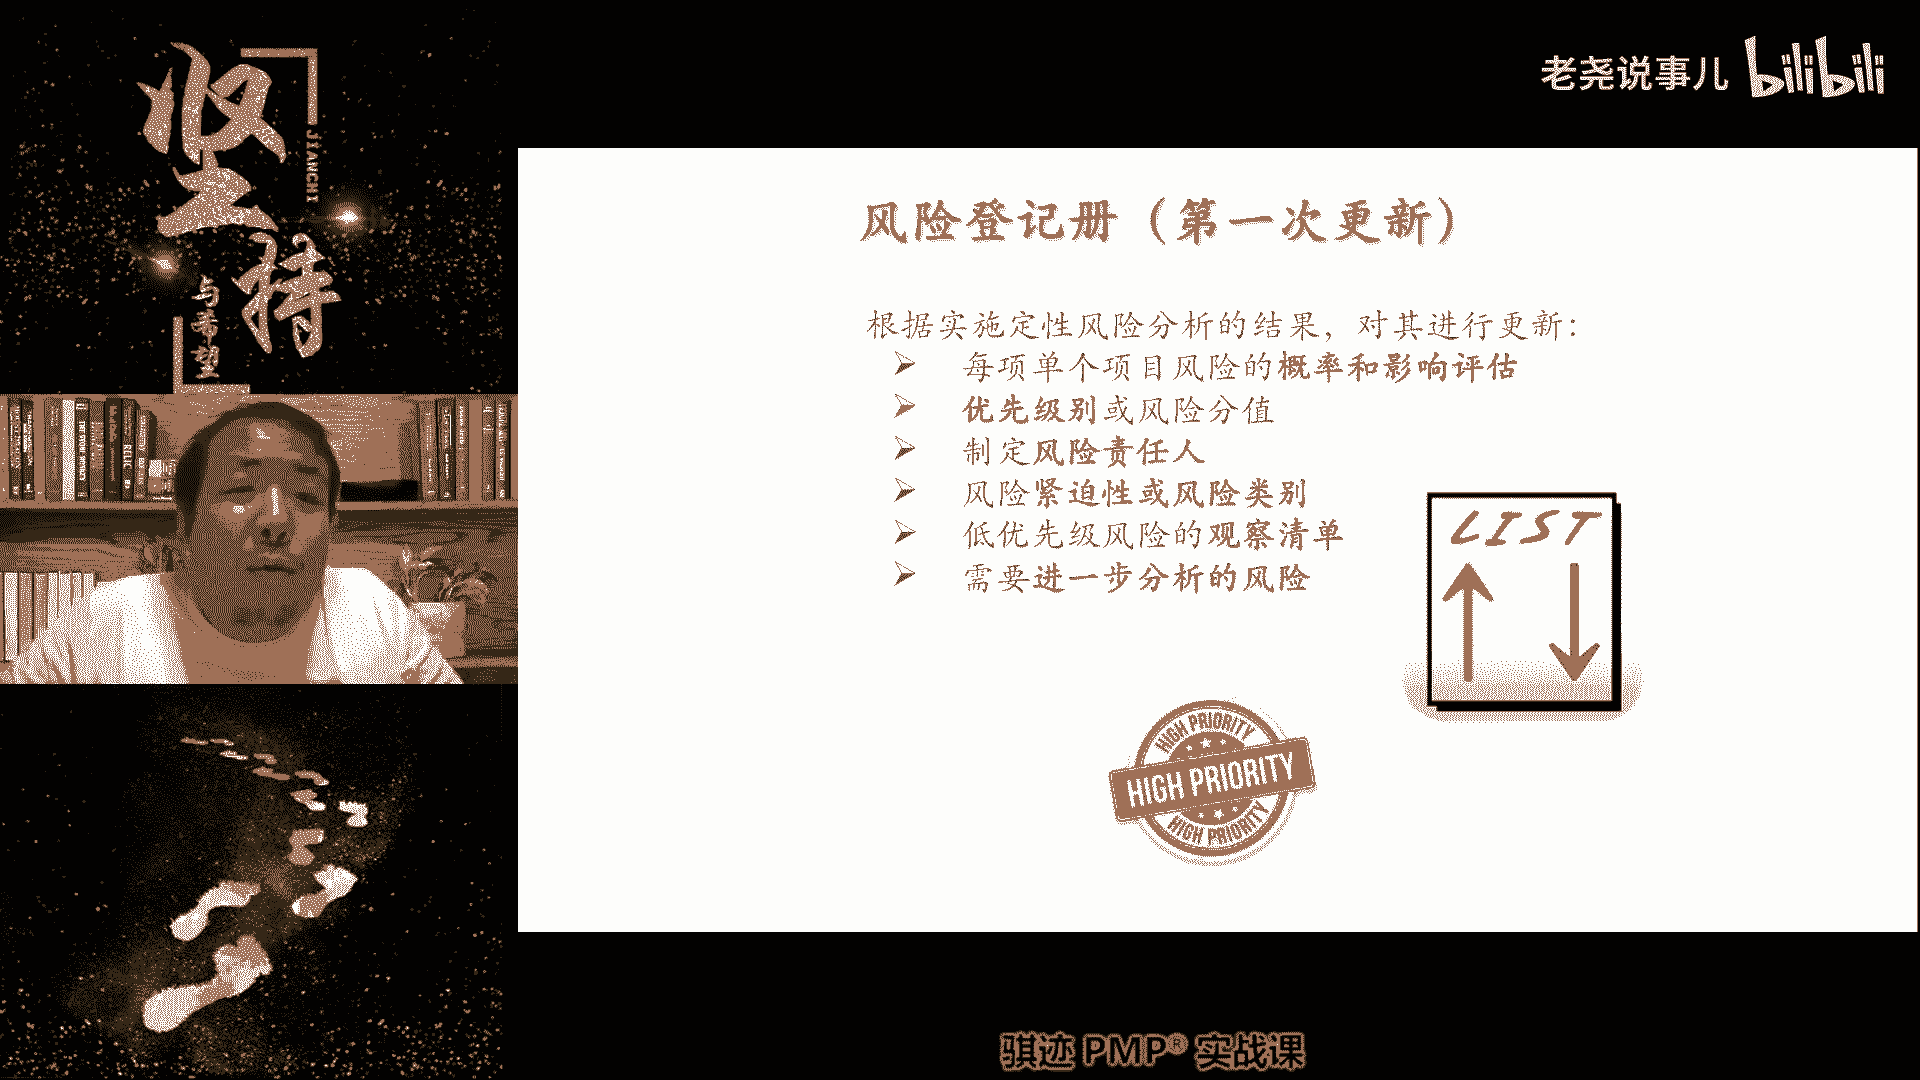 坚持
JIANCHI
与希望
老尧说事儿 bilibili
风险登记册（第一次更新）
根据实施定性风险分析的结果，对其进行更新：
➢ 每项单个项目风险的概率和影响评估
➢ 优先级别或风险分值
➢ 制定风险责任人
➢ 风险紧迫性或风险类别
➢ 低优先级风险的观察清单
➢ 需要进一步分析的风险
LIST
HIGH PRIORITY
HIGH PRIORITY
HIGH PRIORITY
骐迹 PMP® 实战课